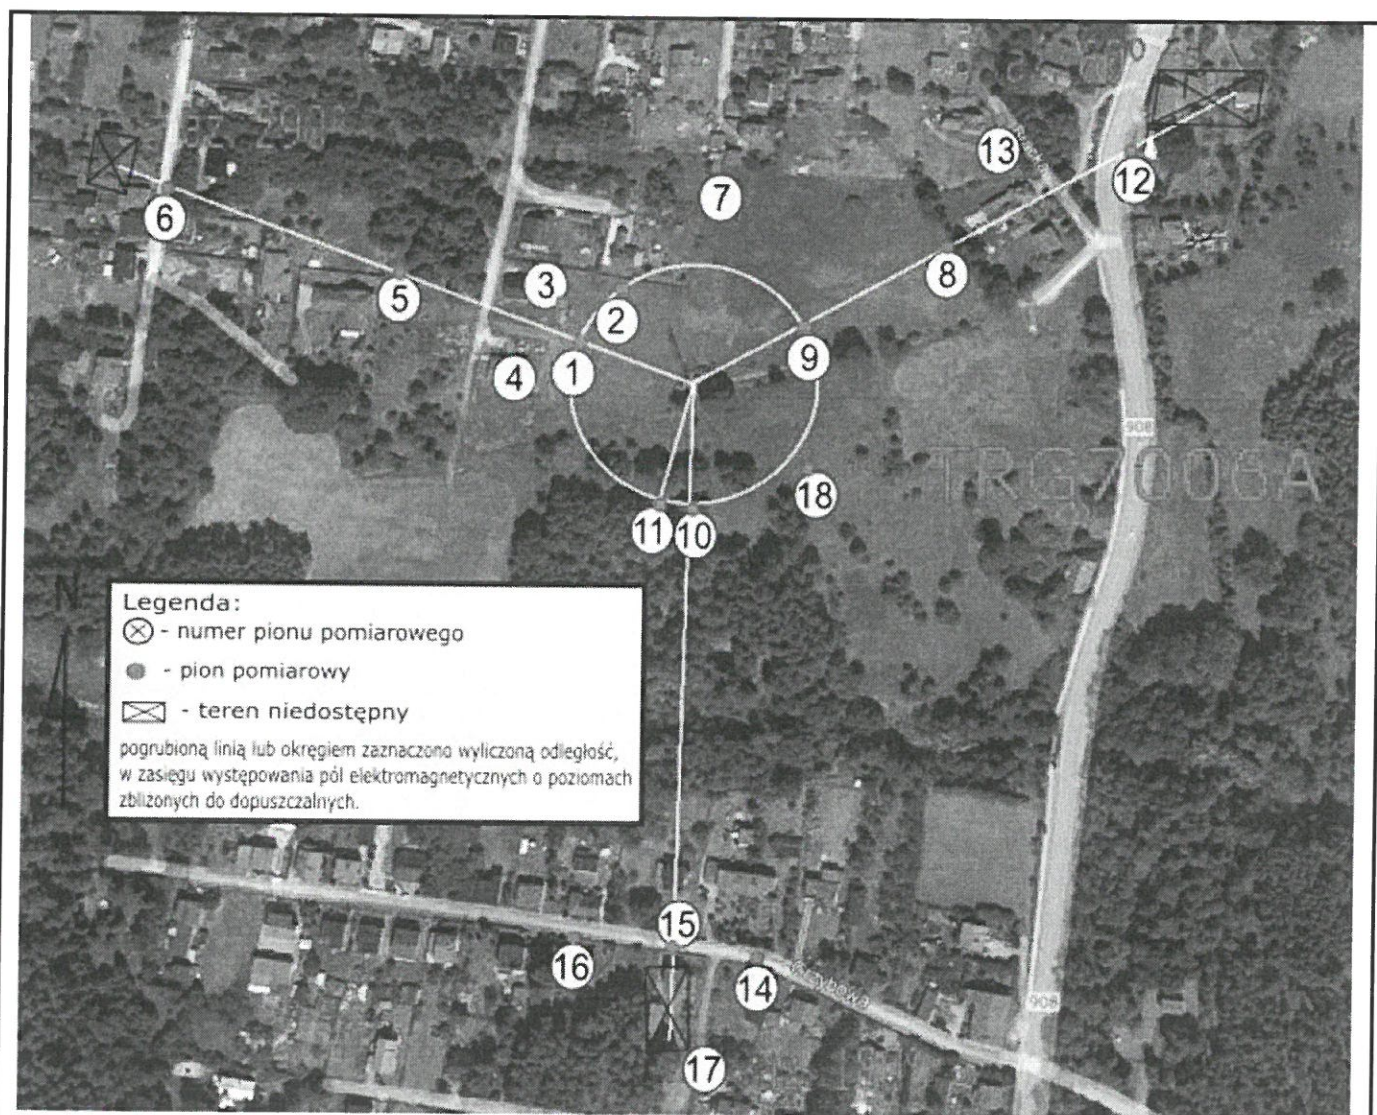 13
12
7
6
8
5
3
2
9
1
4
908
TRG7006A
18
11
10
N
Legenda:
- numer pionu pomiarowego
- pion pomiarowy
- teren niedostępny
pogrubioną linią lub okręgiem zaznaczono wyliczoną odległość,
w zasięgu występowania pól elektromagnetycznych o poziomach
zbliżonych do dopuszczalnych.
15
16
14
Grzybowa
908
17